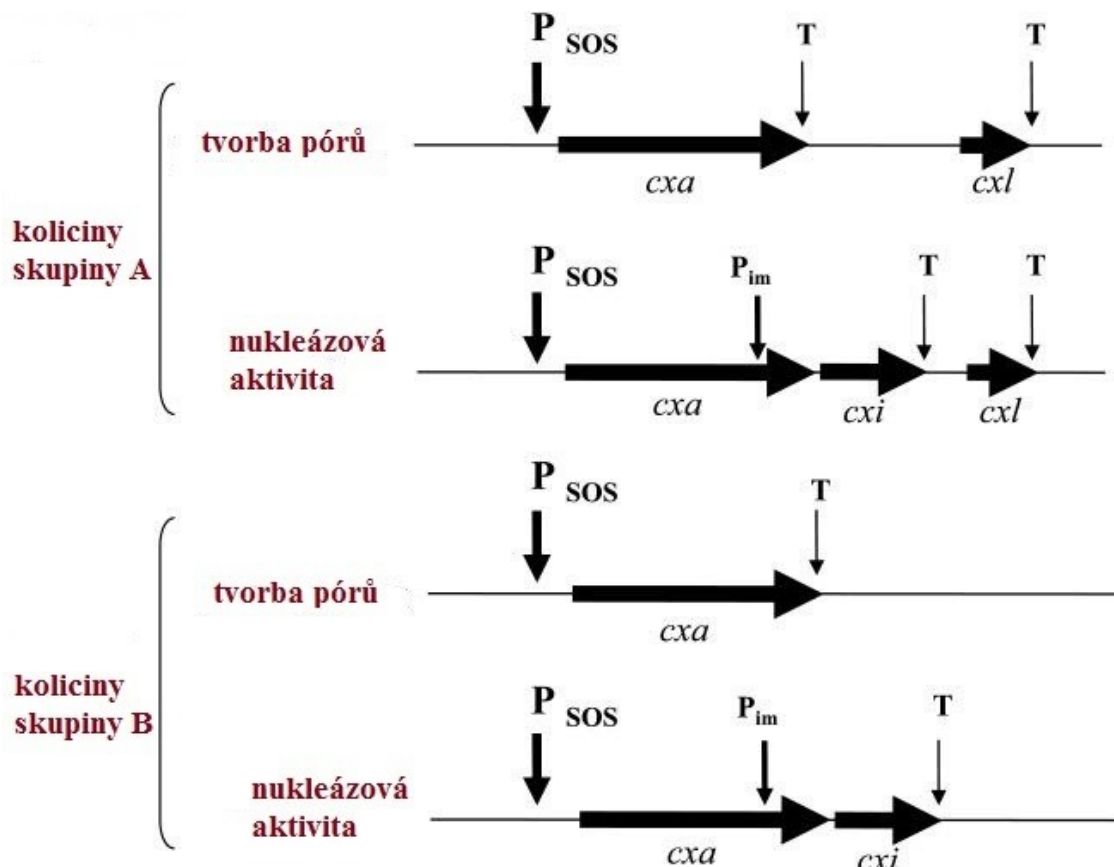 P SOS T T
tvorba pórů
cxa cxl
koliciny
skupiny A
P SOS P im T T
nukleázová
aktivita
cxa cxi cxl
P SOS T
tvorba pórů
cxa
koliciny
skupiny B
P SOS P im T
nukleázová
aktivita
cxa cxi